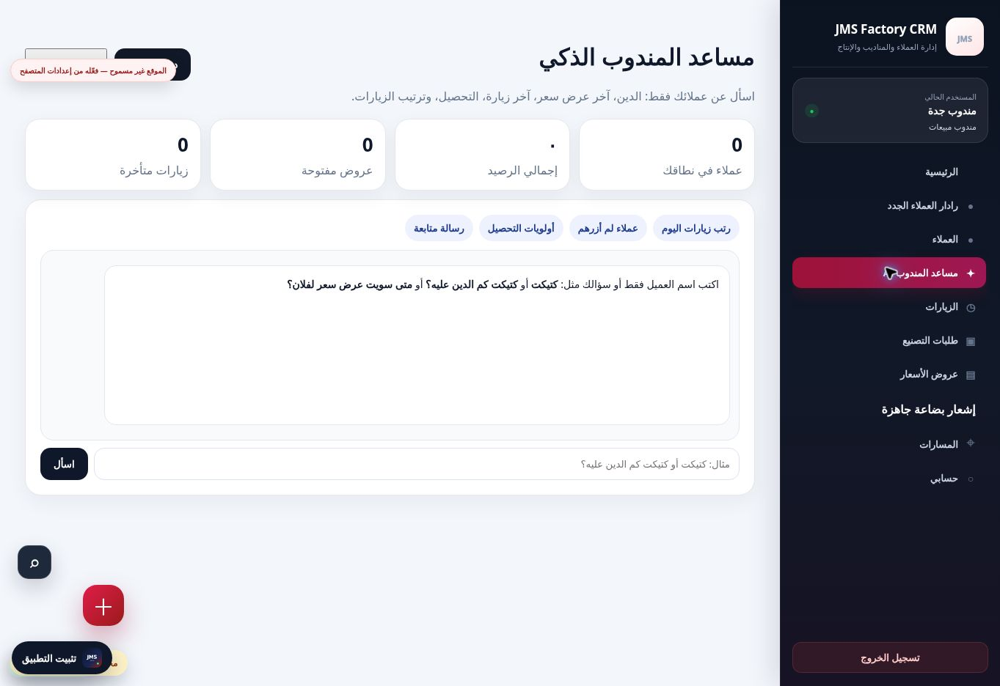 JMS
JMS Factory CRM
إدارة العملاء والمناديب والإنتاج
المستخدم الحالي
مندوب جدة
مندوب مبيعات
الرئيسية
رادار العملاء الجدد
العملاء
مساعد المندوب
الزيارات
طلبات التصنيع
عروض الأسعار
إشعار بضاعة جاهزة
المسارات
حسابي
تسجيل الخروج
مساعد المندوب الذكي
الموقع غير مسموح — فعّله من إعدادات المتصفح
اسأل عن عملائك فقط: الدين، آخر عرض سعر، آخر زيارة، التحصيل، وترتيب الزيارات.
0
عملاء في نطاقك
٠
إجمالي الرصيد
0
عروض مفتوحة
0
زيارات متأخرة
رتب زيارات اليوم
عملاء لم أزرهم
أولويات التحصيل
رسالة متابعة
اكتب اسم العميل فقط أو سؤالك مثل: كتيكت أو كتيكت كم الدين عليه؟ أو متى سويت عرض سعر لفلان؟
مثال: كتيكت أو كتيكت كم الدين عليه؟
اسأل
JMS
تثبيت التطبيق